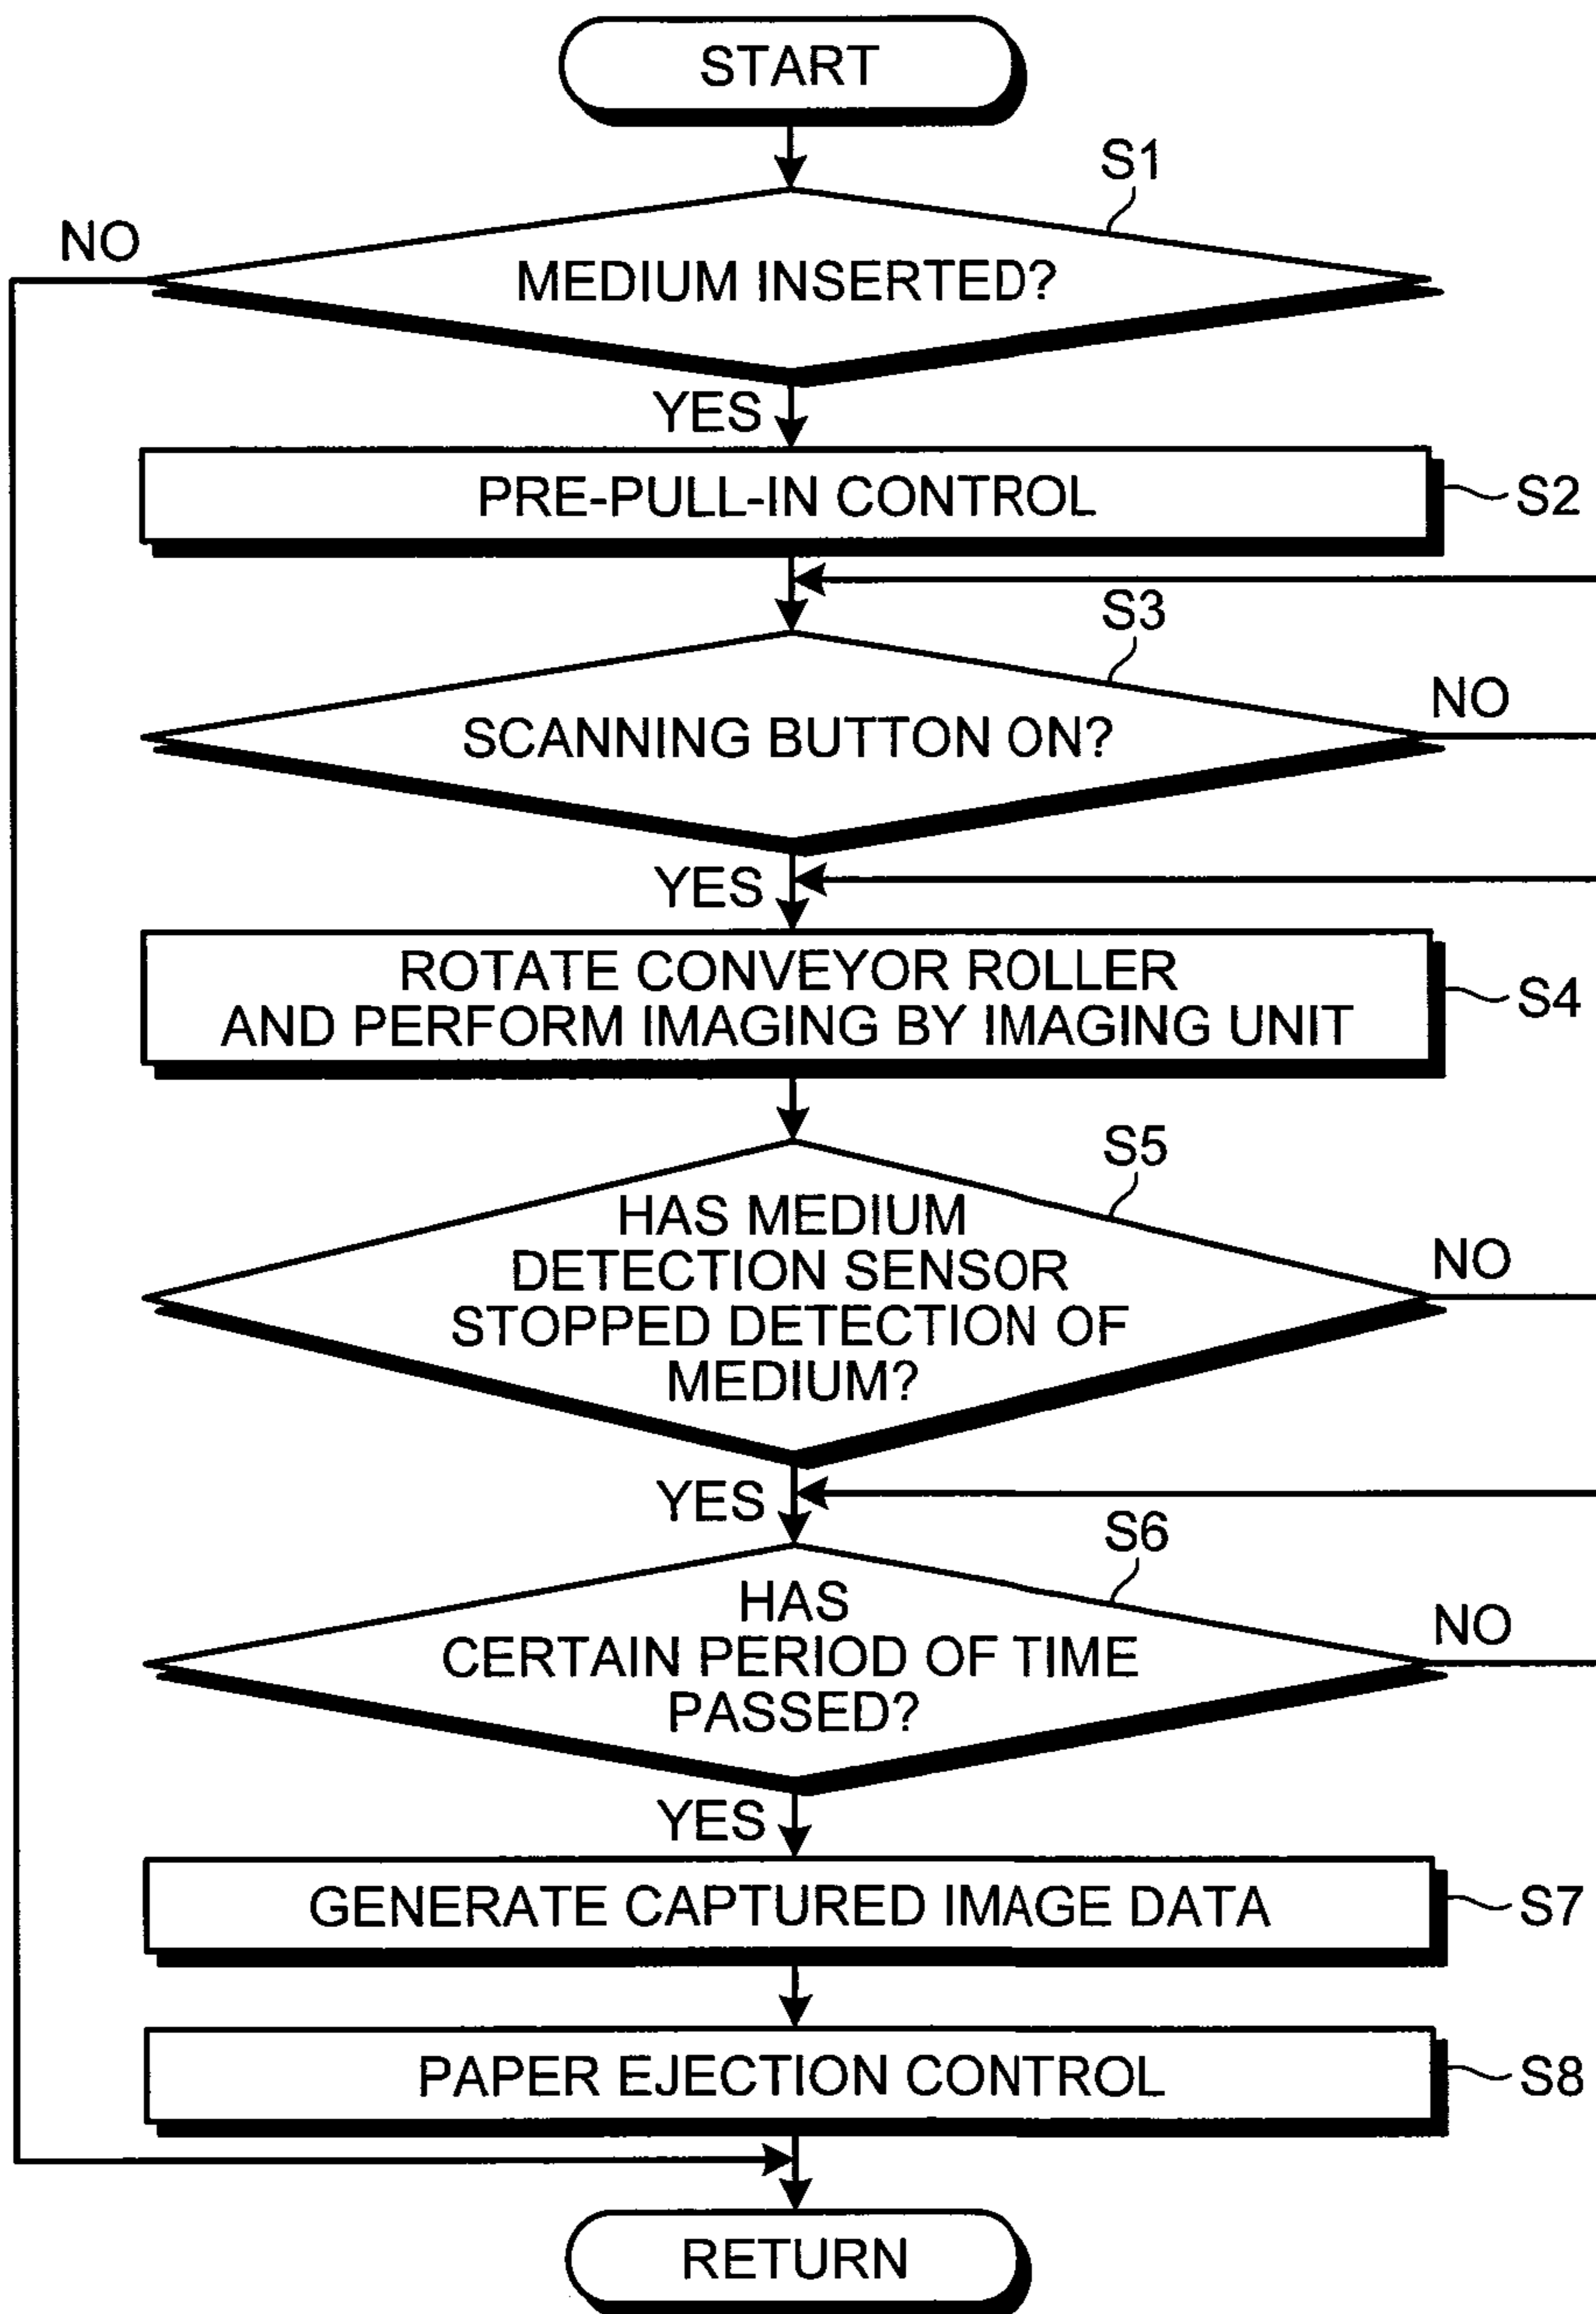 START
S1
NO
MEDIUM INSERTED?
YES
PRE-PULL-IN CONTROL
S2
S3
NO
SCANNING BUTTON ON?
YES
ROTATE CONVEYOR ROLLER
AND PERFORM IMAGING BY IMAGING UNIT
S4
S5
HAS MEDIUM
DETECTION SENSOR
STOPPED DETECTION OF
MEDIUM?
NO
YES
S6
HAS
CERTAIN PERIOD OF TIME
PASSED?
NO
YES
GENERATE CAPTURED IMAGE DATA
S7
PAPER EJECTION CONTROL
S8
RETURN